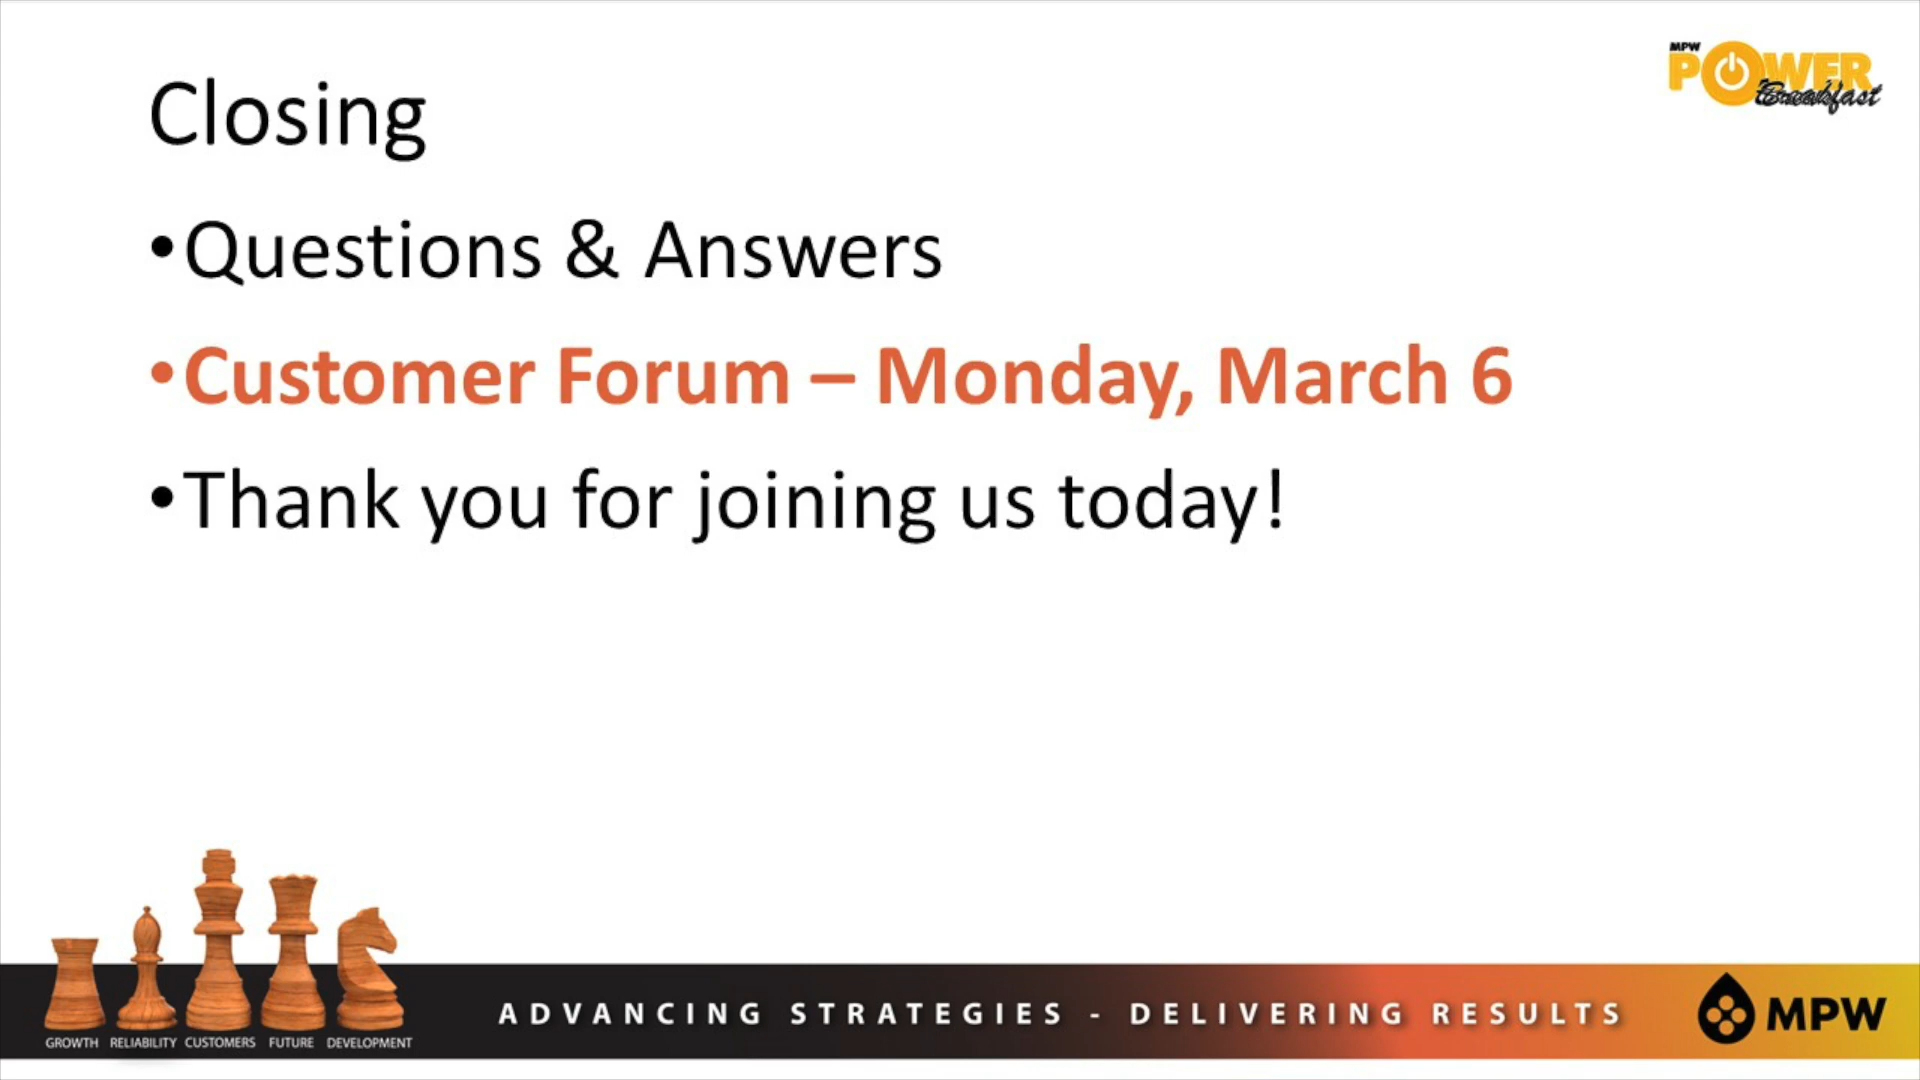 MPW
POWER
Breakfast
Closing
•Questions & Answers
•Customer Forum – Monday, March 6
•Thank you for joining us today!
GROWTH RELIABILITY CUSTOMERS FUTURE DEVELOPMENT
ADVANCING STRATEGIES - DELIVERING RESULTS
MPW